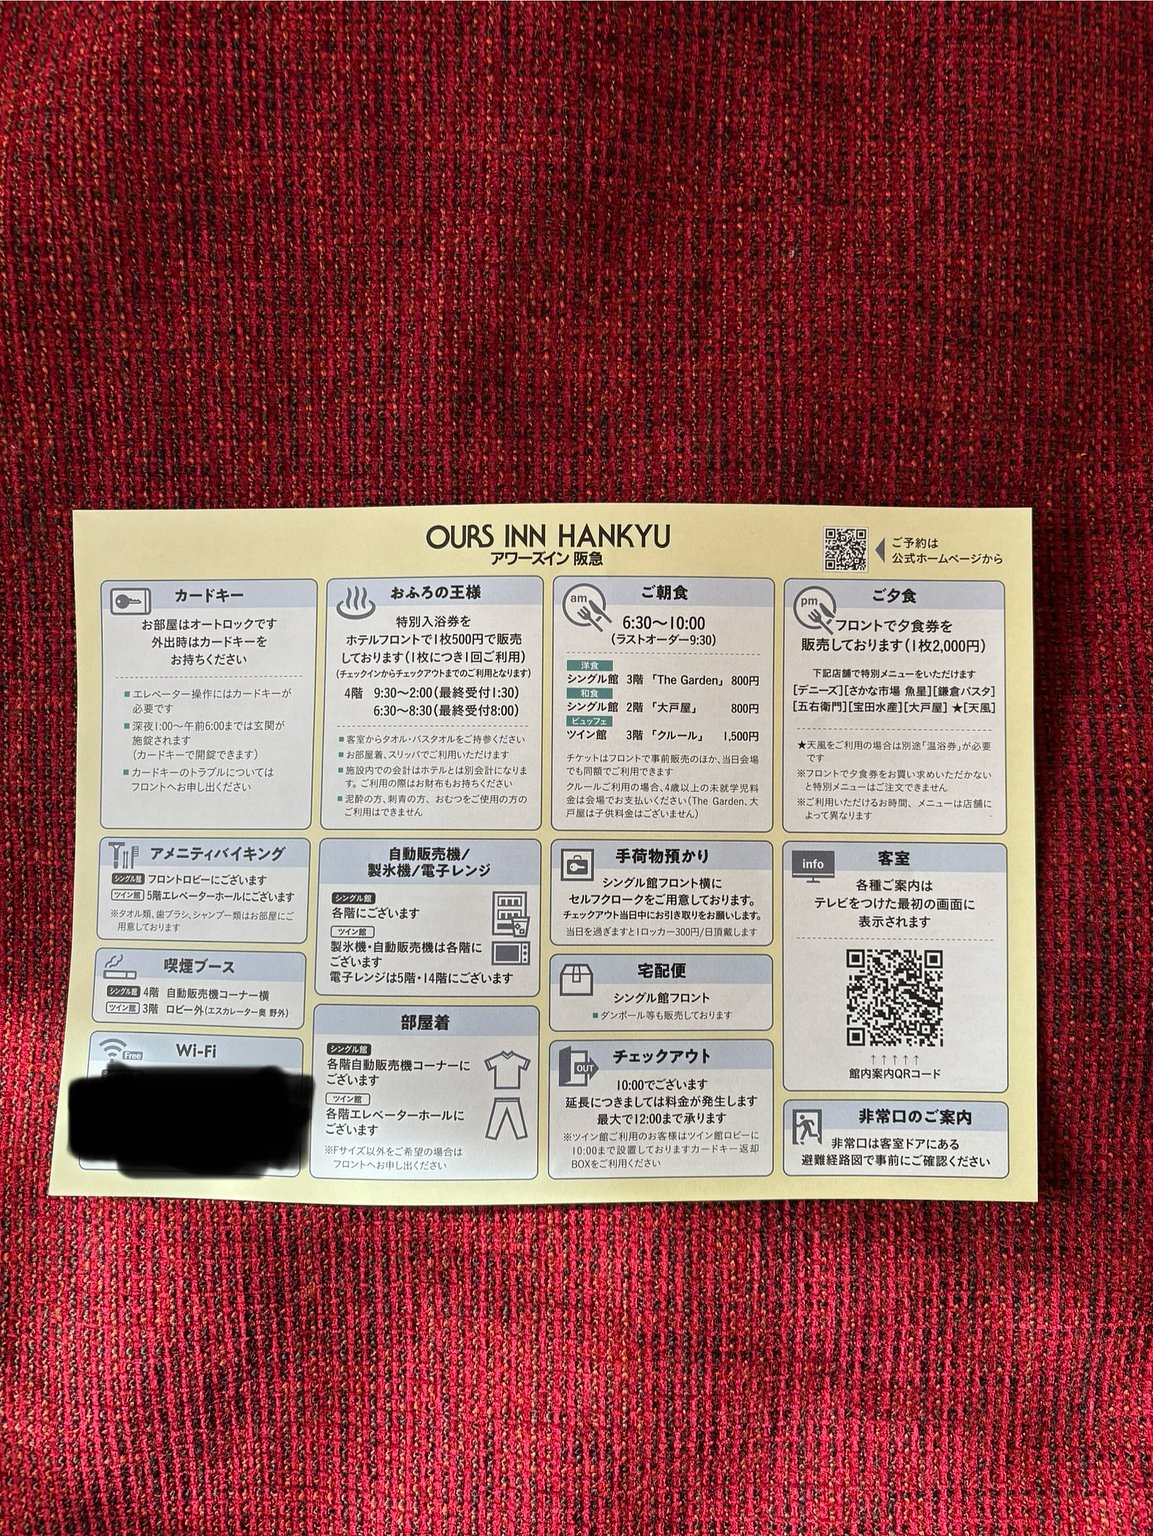 OURS INN HANKYU
アワーズイン 阪急
ご予約は
公式ホームページから
カードキー
お部屋はオートロックです
外出時はカードキーを
お持ちください
■エレベーター操作にはカードキーが
必要です
■深夜1:00〜午前6:00までは玄関が
施錠されます
(カードキーで開錠できます)
■カードキーのトラブルについては
フロントへお申し出ください
おふろの王様
特別入浴券を
ホテルフロントで1枚500円で販売
しております(1枚につき1回ご利用)
(チェックインからチェックアウトまでのご利用となります)
4階 9:30〜2:00(最終受付1:30)
6:30〜8:30(最終受付8:00)
■客室からタオル・バスタオルをご持参ください
■お部屋着、スリッパでご利用いただけます
■施設内での会計はホテルとは別会計になりま
す。ご利用の際はお財布もお持ちください
■泥酔の方、刺青の方、おむつをご使用の方の
ご利用はできません
am
ご朝食
6:30〜10:00
(ラストオーダー9:30)
洋食
シングル館 3階 「The Garden」 800円
和食
シングル館 2階 「大戸屋」 800円
ビュッフェ
ツイン館 3階 「クルール」 1,500円
チケットはフロントで事前販売のほか、当日会場
でも同額でご利用できます
クルールご利用の場合、4歳以上の未就学児料
金は会場でお支払いください(The Garden、大
戸屋は子供料金はございません)
pm
ご夕食
フロントで夕食券を
販売しております(1枚2,000円)
下記店舗で特別メニューをいただけます
[デニーズ][さかな市場 魚星][鎌倉パスタ]
[五右衛門][宝田水産][大戸屋] ★[天風]
★天風をご利用の場合は別途「温浴券」が必要
です
※フロントで夕食券をお買い求めいただかない
と特別メニューはご注文できません
※ご利用いただけるお時間、メニューは店舗に
よって異なります
アメニティバイキング
シングル館 フロントロビーにございます
ツイン館 5階エレベーターホールにございます
※タオル類、歯ブラシ、シャンプー類はお部屋にご
用意しております
喫煙ブース
シングル館 4階 自動販売機コーナー横
ツイン館 3階 ロビー外(エスカレーター奥 野外)
Free
Wi-Fi
自動販売機/
製氷機/電子レンジ
シングル館
各階にございます
ツイン館
製氷機・自動販売機は各階に
ございます
電子レンジは5階・14階にございます
部屋着
シングル館
各階自動販売機コーナーに
ございます
ツイン館
各階エレベーターホールに
ございます
※Fサイズ以外をご希望の場合は
フロントへお申し出ください
手荷物預かり
シングル館フロント横に
セルフクロークをご用意しております。
チェックアウト当日中にお引き取りをお願いします。
当日を過ぎますと1ロッカー300円/日頂戴します
宅配便
シングル館フロント
■ダンボール等も販売しております
OUT
チェックアウト
10:00でございます
延長につきましては料金が発生します
最大で12:00まで承ります
※ツイン館ご利用のお客様はツイン館ロビーに
10:00まで設置しておりますカードキー返却
BOXをご利用ください
info
客室
各種ご案内は
テレビをつけた最初の画面に
表示されます
↑↑↑↑↑
館内案内QRコード
非常口のご案内
非常口は客室ドアにある
避難経路図で事前にご確認ください